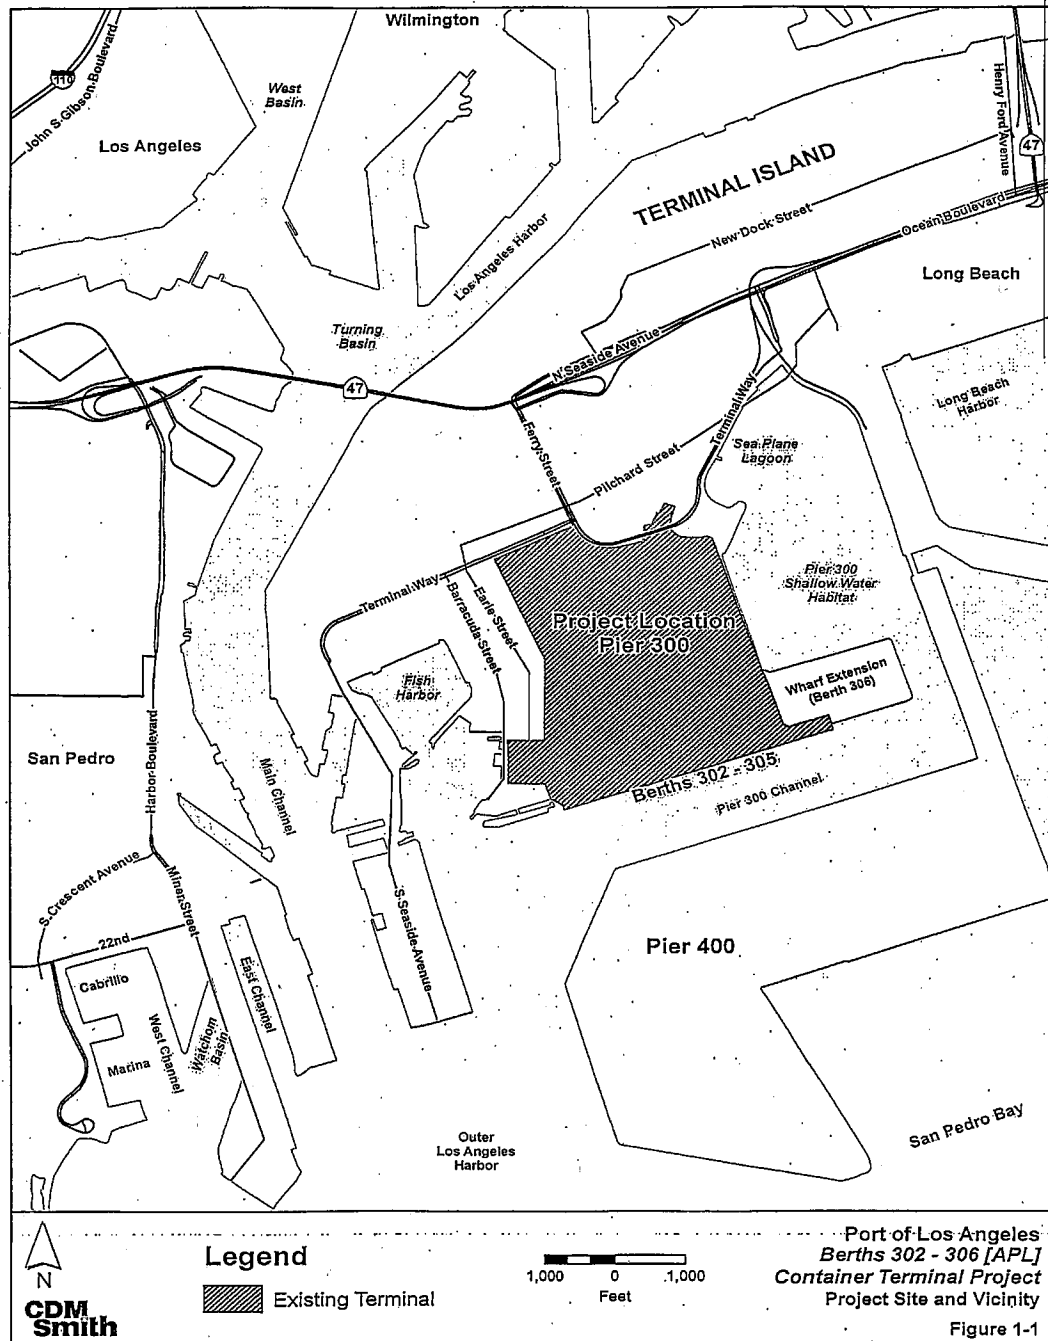 Wilmington
110
John S Gibson Boulevard
West
Basin
Los Angeles
Henry Ford Avenue
47
TERMINAL ISLAND
New Dock Street
Ocean Boulevard
Los Angeles Harbor
Long Beach
Turning
Basin
N Seaside Avenue
47
Long Beach
Harbor
Terminal Way
Ferry Street
Pilchard Street
Sea Plane
Lagoon
Pier 300
Shallow Water
Habitat
Terminal Way
Earle Street
Barracuda Street
Project Location
Pier 300
Fish
Harbor
Wharf Extension
(Berth 306)
San Pedro
Harbor Boulevard
Main Channel
Berths 302 - 305
Pier 300 Channel
S Crescent Avenue
Miner Street
22nd
S Seaside Avenue
Pier 400
Cabrillo
East Channel
West Channel
Watchorn
Basin
Marina
San Pedro Bay
Outer
Los Angeles
Harbor
N
CDM
Smith
Legend
Existing Terminal
1,000 0 1,000
Feet
Port of Los Angeles
Berths 302 - 306 [APL]
Container Terminal Project
Project Site and Vicinity
Figure 1-1